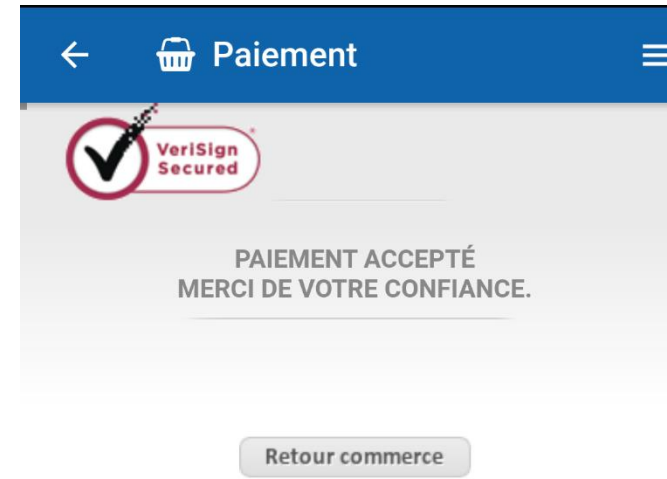 Paiement
VeriSign
Secured
PAIEMENT ACCEPTÉ
MERCI DE VOTRE CONFIANCE.
Retour commerce